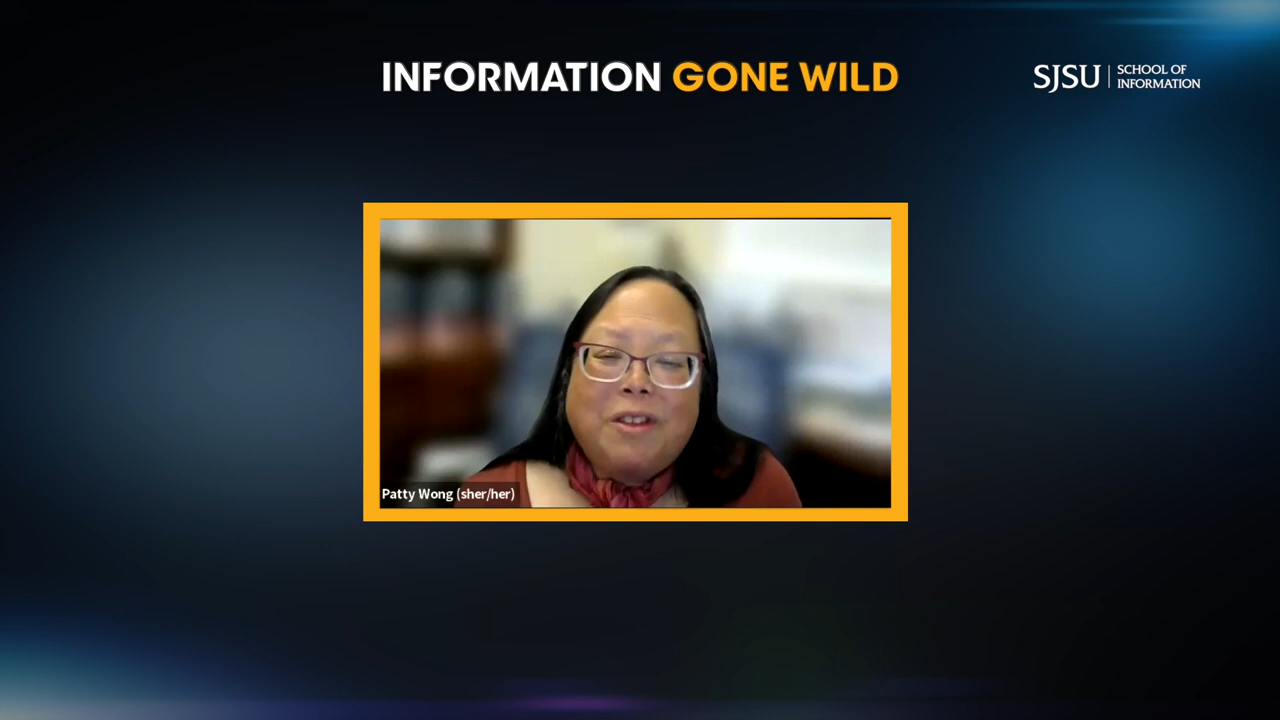 INFORMATION GONE WILD
SJSU
SCHOOL OF
INFORMATION
Patty Wong (sher/her)